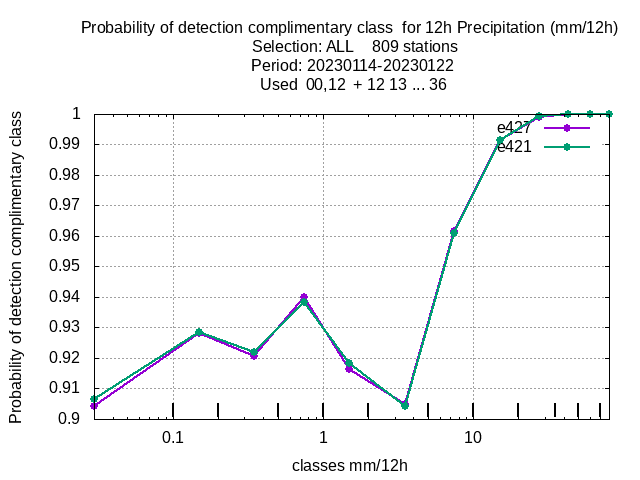 Probability of detection complimentary class  for 12h Precipitation (mm/12h)
Selection: ALL    809 stations
Period: 20230114-20230122
Used  00,12  + 12 13 ... 36
Probability of detection complimentary class
1
0.99
0.98
0.97
0.96
0.95
0.94
0.93
0.92
0.91
0.9
e427
e421
0.1 1 10
classes mm/12h